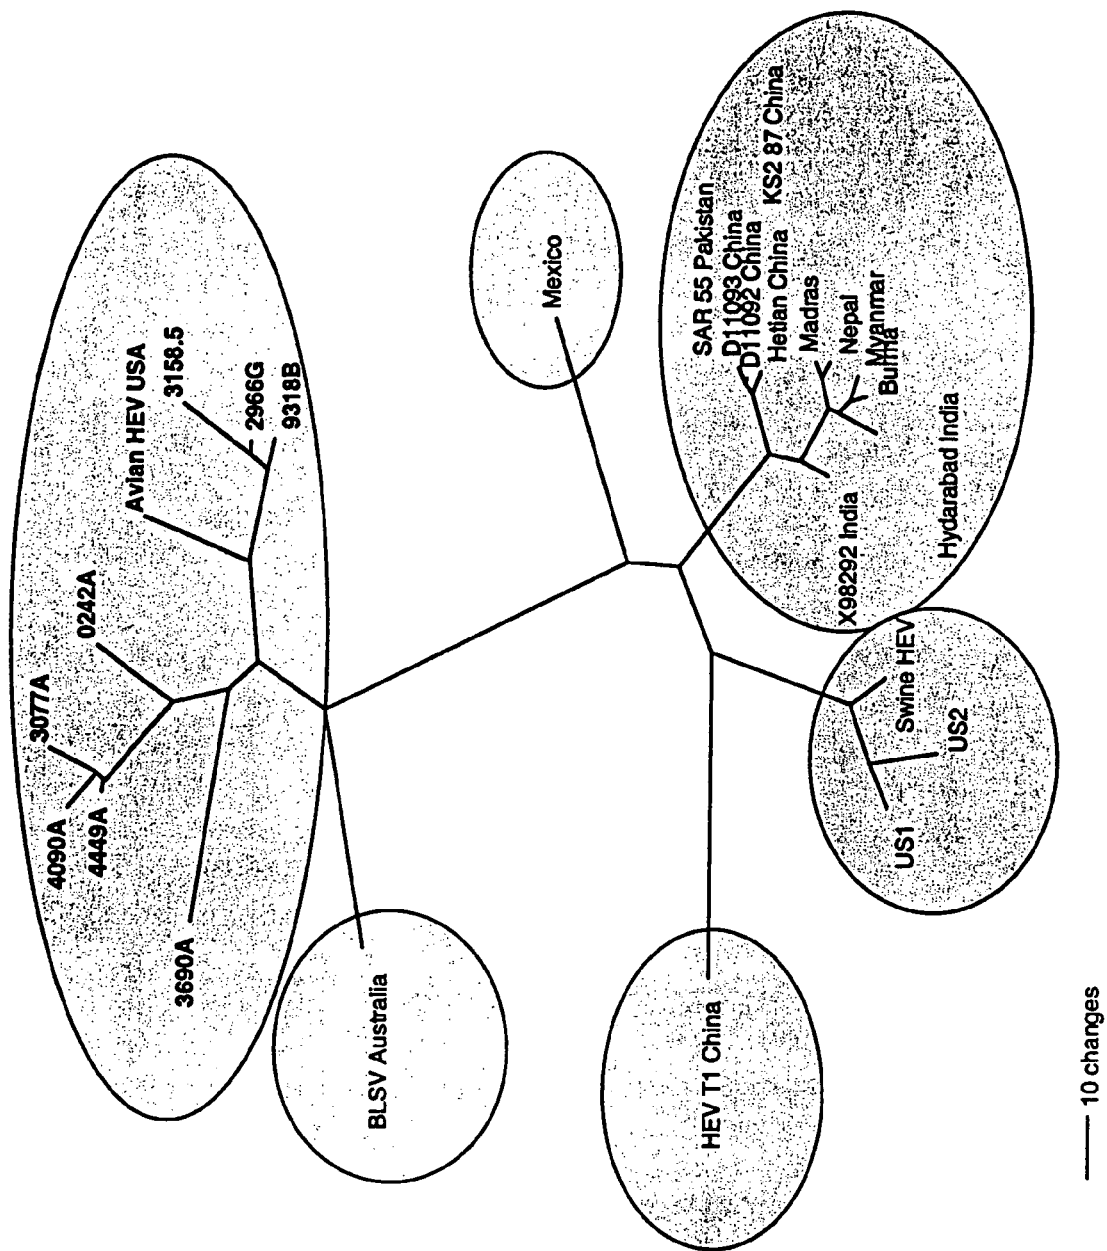 3077A
4090A
4449A
0242A
3690A
Avian HEV USA
3158.5
2966G
9318B
BLSV Australia
Mexico
SAR 55 Pakistan
D11093 China
D11092 China
Hetian China
KS2 87 China
Madras
Nepal
Myanmar
Burma
X98292 India
Hydarabad India
HEV T1 China
Swine HEV
US1
US2
10 changes